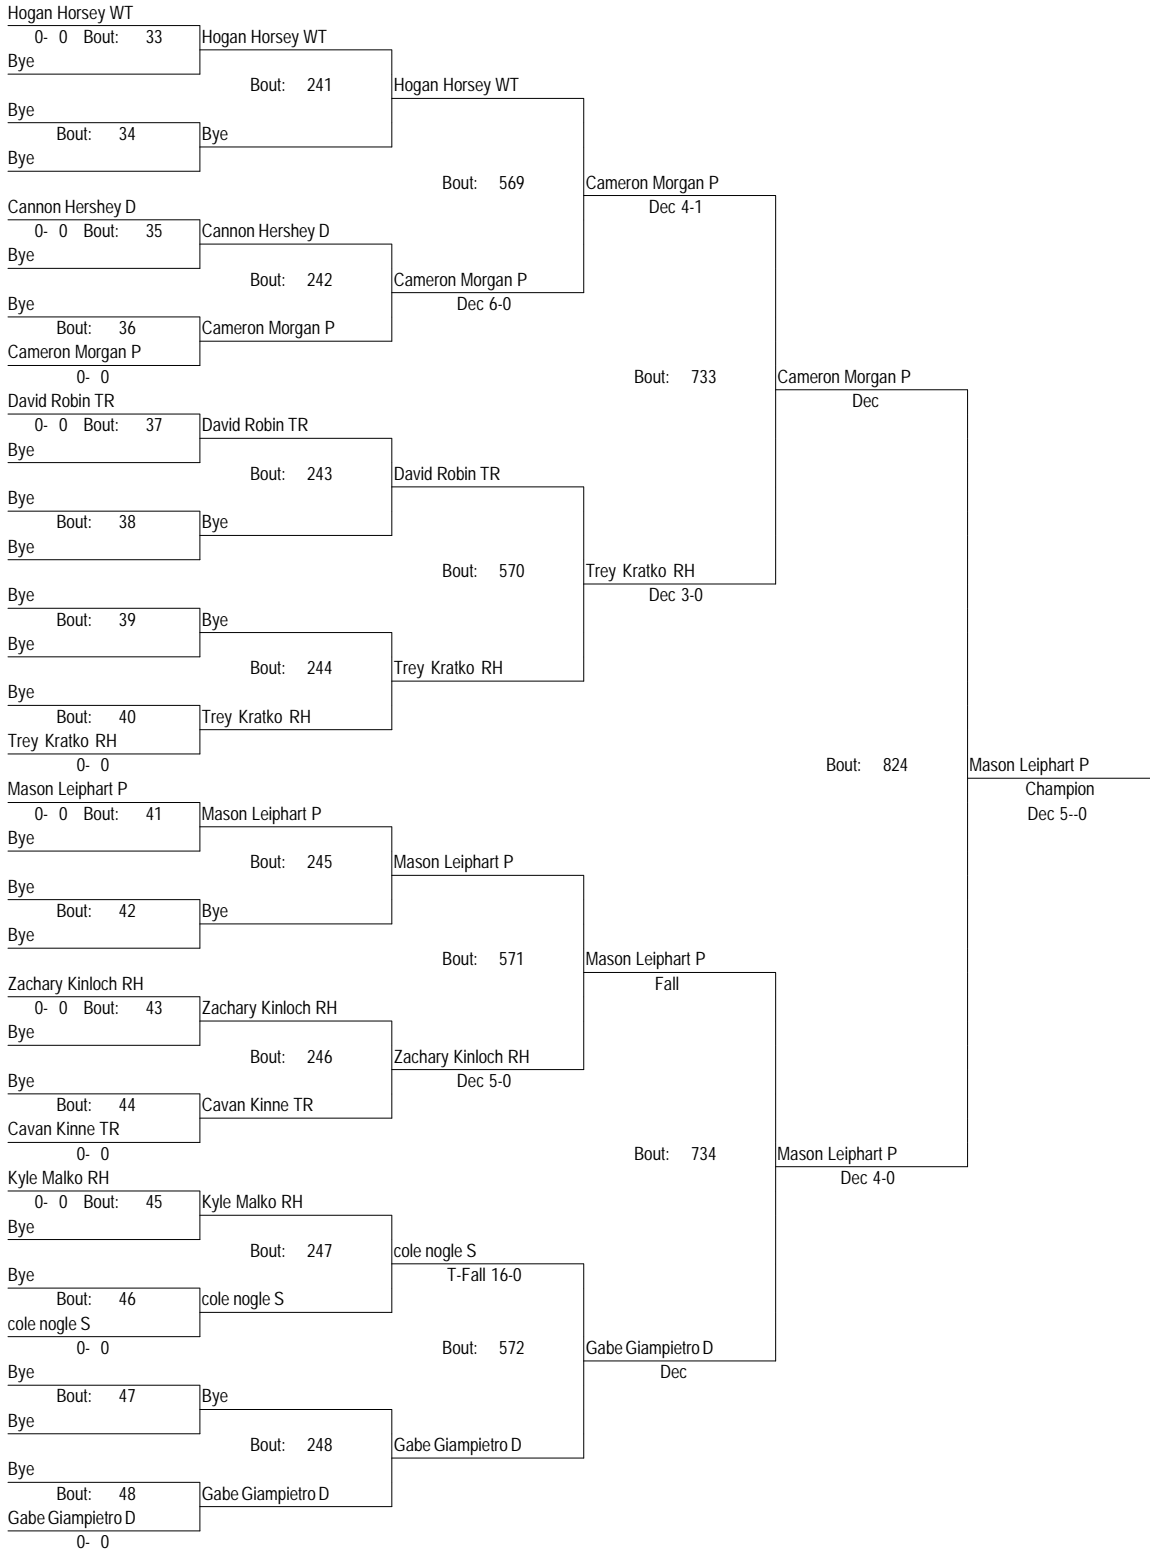 Hogan Horsey WT
0- 0 Bout: 33 Hogan Horsey WT
Bye
Bout: 241 Hogan Horsey WT
Bye
Bout: 34 Bye
Bye
Bout: 569 Cameron Morgan P
Dec 4-1
Cannon Hershey D
0- 0 Bout: 35 Cannon Hershey D
Bye
Bout: 242 Cameron Morgan P
Bye Dec 6-0
Bout: 36 Cameron Morgan P
Cameron Morgan P
0- 0 Bout: 733 Cameron Morgan P
David Robin TR Dec
0- 0 Bout: 37 David Robin TR
Bye
Bout: 243 David Robin TR
Bye
Bout: 38 Bye
Bye
Bout: 570 Trey Kratko RH
Bye Dec 3-0
Bout: 39 Bye
Bye
Bout: 244 Trey Kratko RH
Bye
Bout: 40 Trey Kratko RH
Trey Kratko RH
0- 0 Bout: 824 Mason Leiphart P
Mason Leiphart P Champion
0- 0 Bout: 41 Mason Leiphart P Dec 5--0
Bye
Bout: 245 Mason Leiphart P
Bye
Bout: 42 Bye
Bye
Bout: 571 Mason Leiphart P
Zachary Kinloch RH Fall
0- 0 Bout: 43 Zachary Kinloch RH
Bye
Bout: 246 Zachary Kinloch RH
Bye Dec 5-0
Bout: 44 Cavan Kinne TR
Cavan Kinne TR
0- 0 Bout: 734 Mason Leiphart P
Kyle Malko RH Dec 4-0
0- 0 Bout: 45 Kyle Malko RH
Bye
Bout: 247 cole nogle S
Bye T-Fall 16-0
Bout: 46 cole nogle S
cole nogle S
0- 0 Bout: 572 Gabe Giampietro D
Bye Dec
Bout: 47 Bye
Bye
Bout: 248 Gabe Giampietro D
Bye
Bout: 48 Gabe Giampietro D
Gabe Giampietro D
0- 0